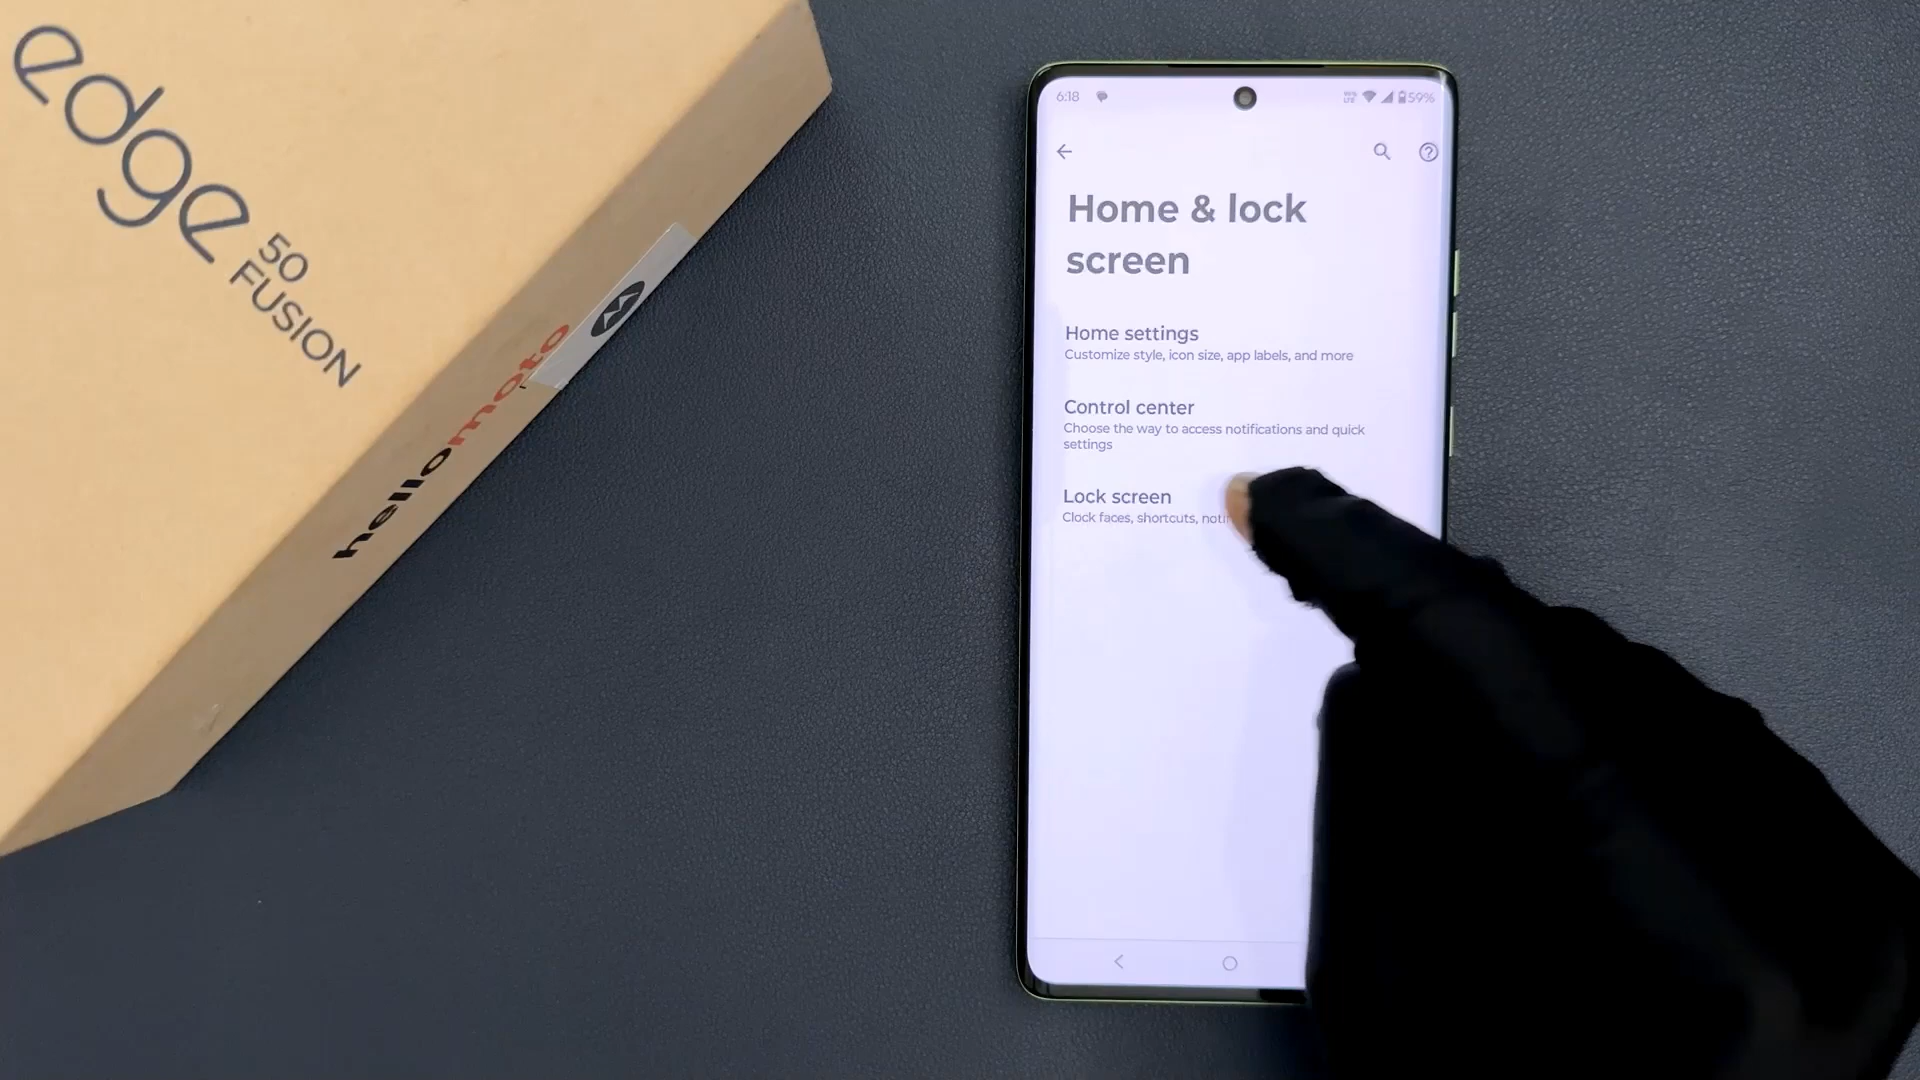 edge
50
FUSION
hellomoto
6:18
59%
Home & lock
screen
Home settings
Customize style, icon size, app labels, and more
Control center
Choose the way to access notifications and quick
settings
Lock screen
Clock faces, shortcuts,